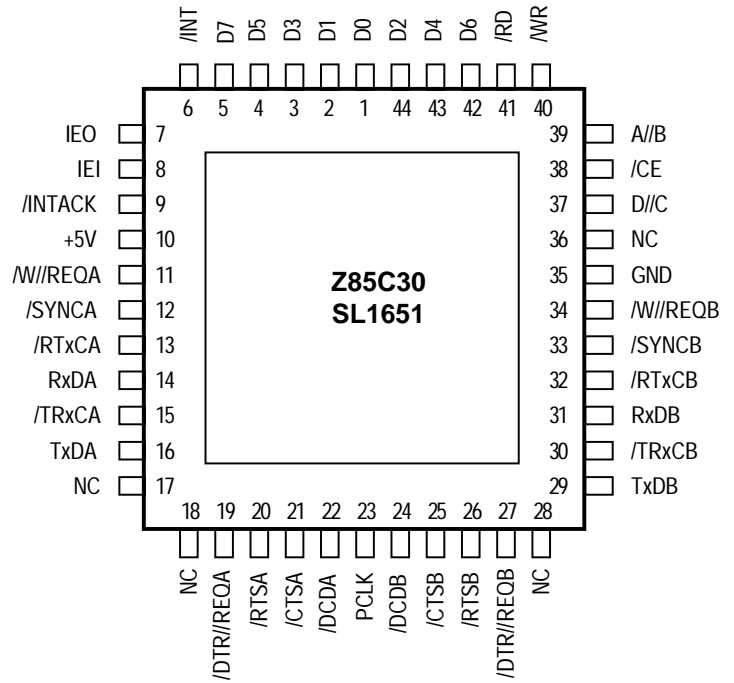 /INT D7 D5 D3 D1 D0 D2 D4 D6 /RD /WR
6 5 4 3 2 1 44 43 42 41 40
IEO 7 39 A//B
IEI 8 38 /CE
/INTACK 9 37 D//C
+5V 10 36 NC
/W//REQA 11 35 GND
Z85C30
SL1651
/SYNCA 12 34 /W//REQB
/RTxCA 13 33 /SYNCB
RxDA 14 32 /RTxCB
/TRxCA 15 31 RxDB
TxDA 16 30 /TRxCB
NC 17 29 TxDB
18 19 20 21 22 23 24 25 26 27 28
NC /DTR//REQA /RTSA /CTSA /DCDA PCLK /DCDB /CTSB /RTSB /DTR//REQB NC